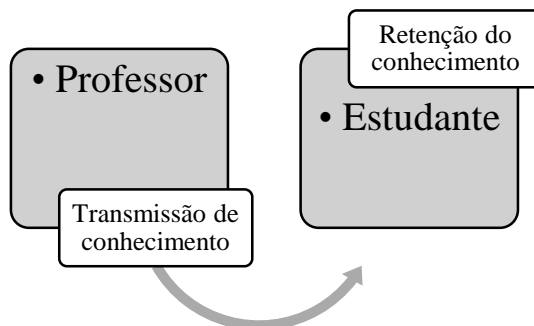 • Professor
Transmissão de
conhecimento
Retenção do
conhecimento
• Estudante